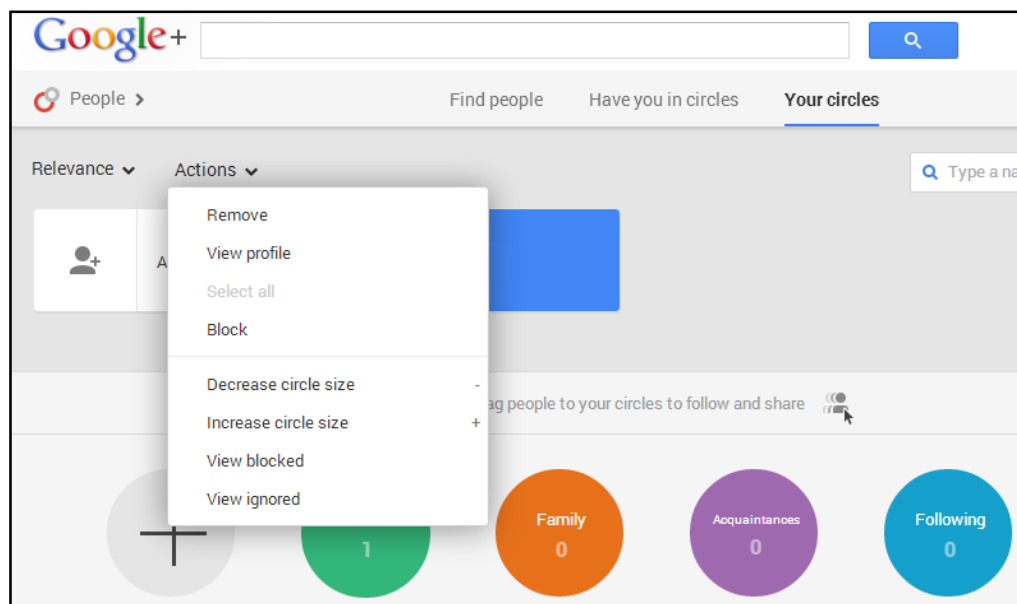 Google+
People >
Find people Have you in circles Your circles
Relevance Actions
Type a na
A
Remove
View profile
Select all
Block
Decrease circle size -
Increase circle size +
View blocked
View ignored
ag people to your circles to follow and share
1
Family
0
Acquaintances
0
Following
0